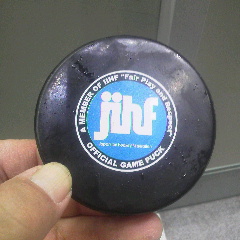 A MEMBER OF IIHF "Fair Play and Respect"
jihf
OFFICIAL GAME PUCK